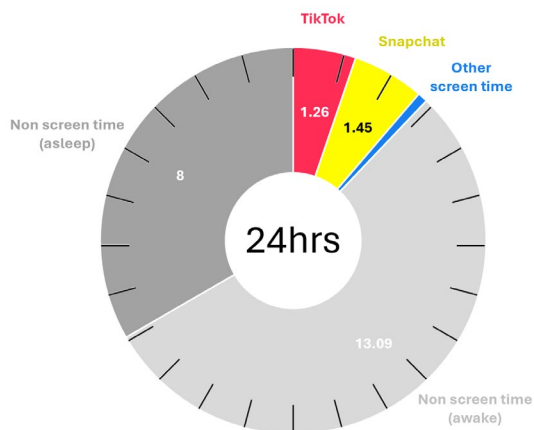 TikTok
Snapchat
Other
screen time
Non screen time
(asleep)
1.26
1.45
8
24hrs
13.09
Non screen time
(awake)